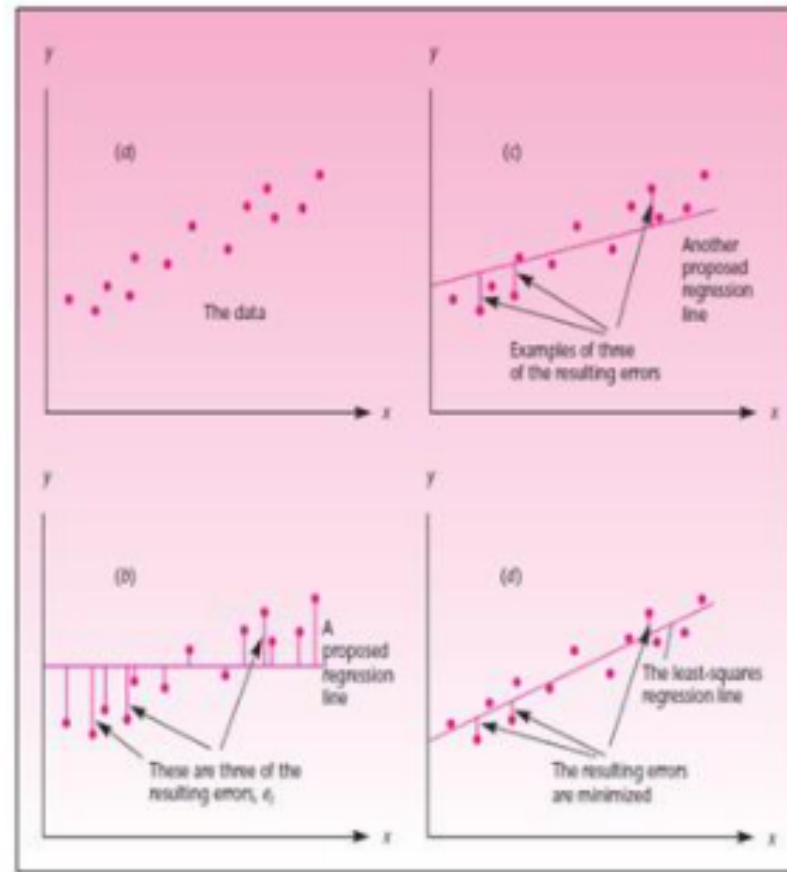 y
(a)
The data
x
y
(c)
Another
proposed
regression
line
Examples of three
of the resulting errors
x
y
(b)
A
proposed
regression
line
These are three of the
resulting errors, eᵢ
x
y
(d)
The least-squares
regression line
The resulting errors
are minimized
x